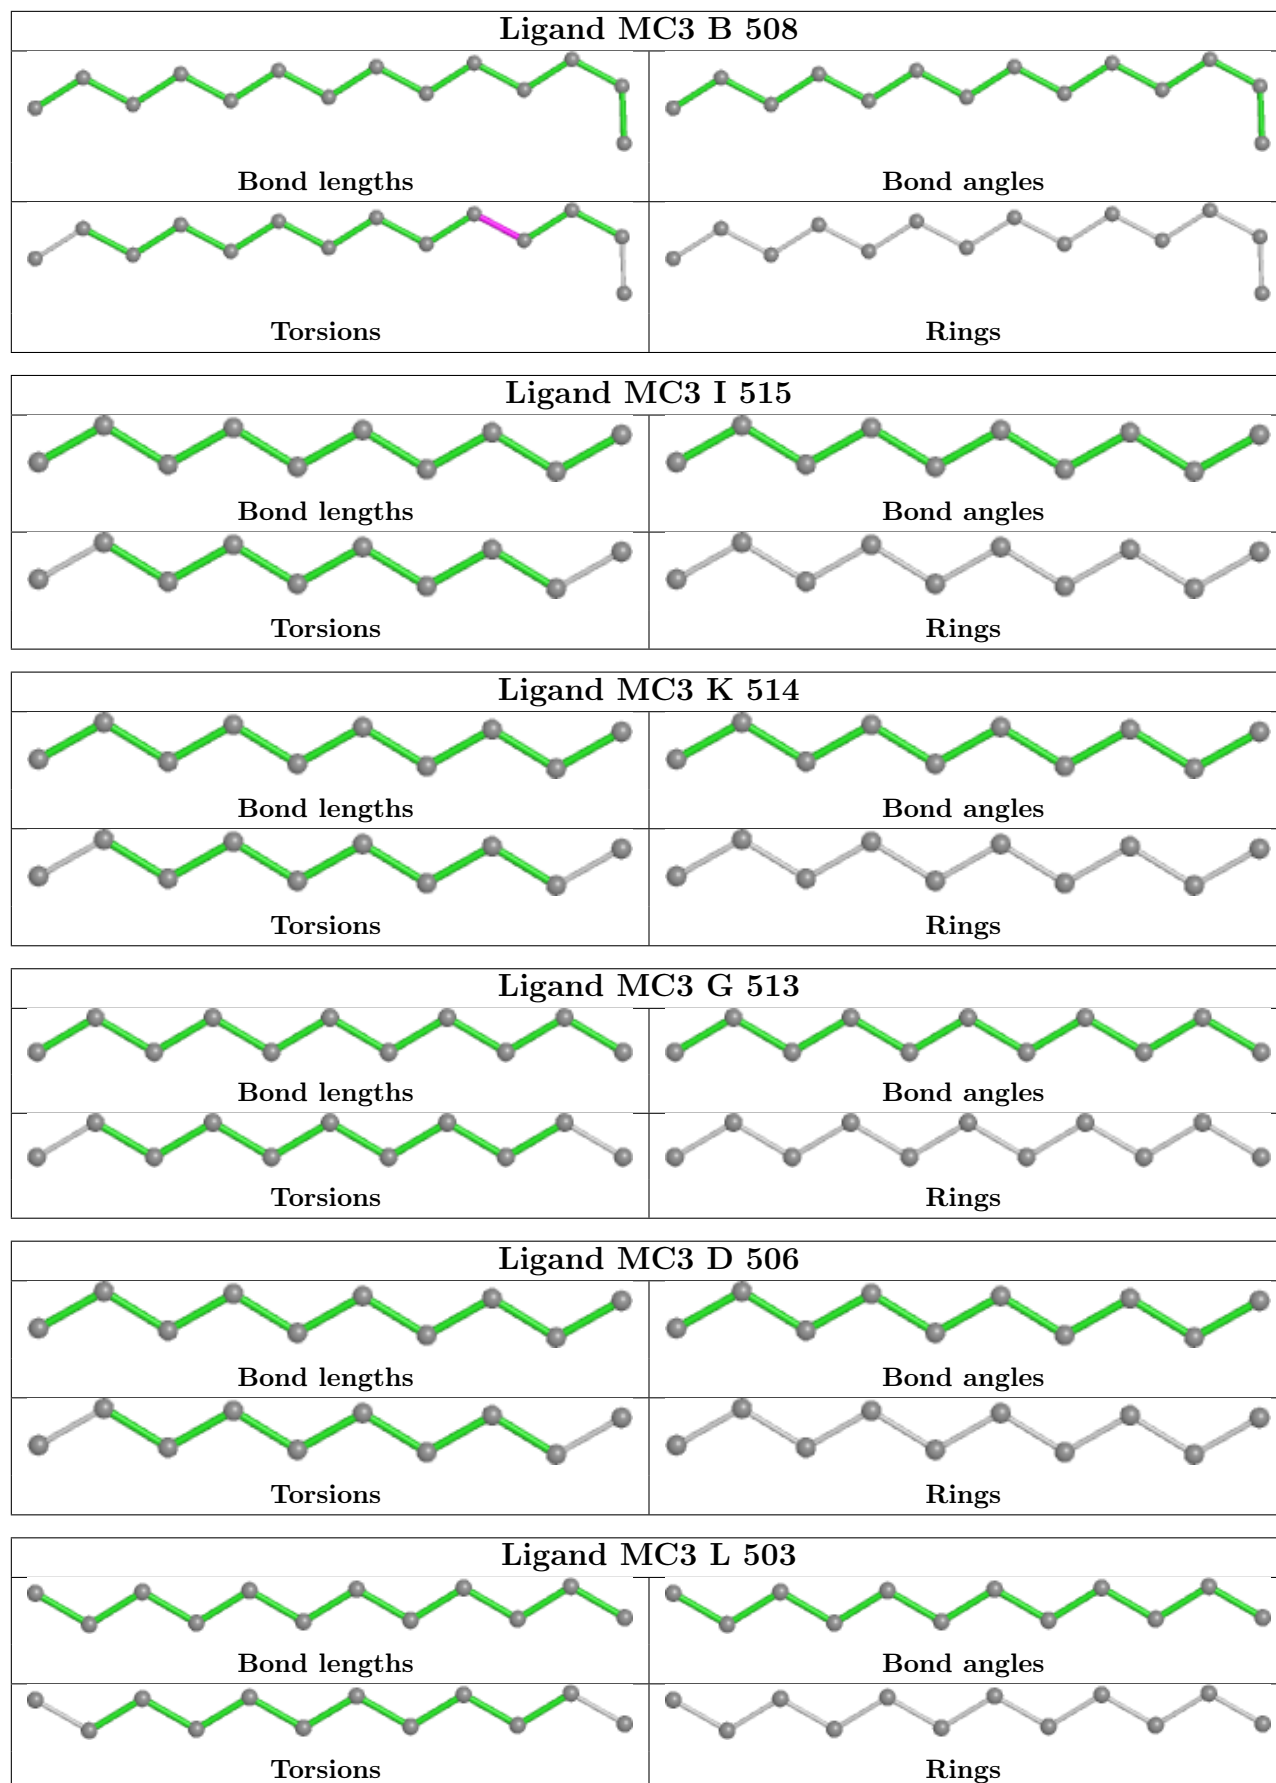 Ligand MC3 B 508
Bond lengths Bond angles
Torsions Rings
Ligand MC3 I 515
Bond lengths Bond angles
Torsions Rings
Ligand MC3 K 514
Bond lengths Bond angles
Torsions Rings
Ligand MC3 G 513
Bond lengths Bond angles
Torsions Rings
Ligand MC3 D 506
Bond lengths Bond angles
Torsions Rings
Ligand MC3 L 503
Bond lengths Bond angles
Torsions Rings